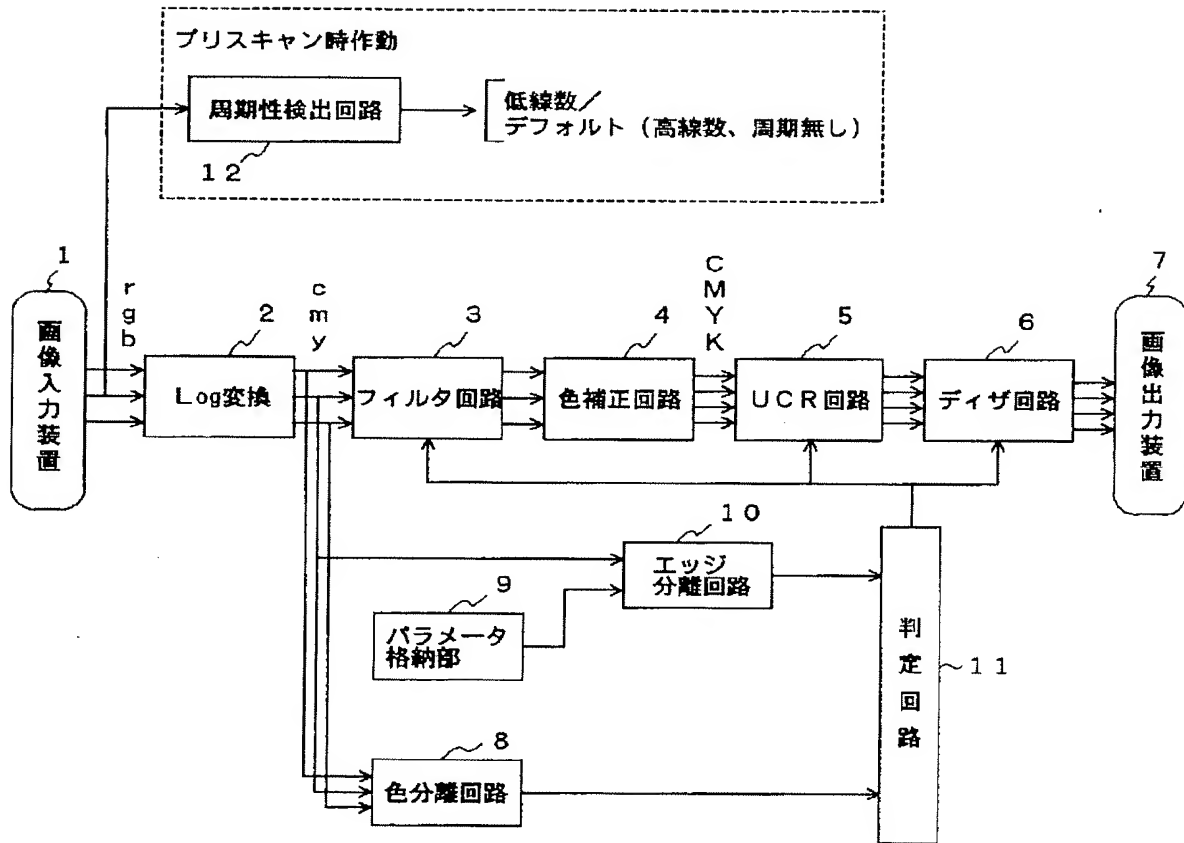 プリスキャン時作動
周期性検出回路
低線数／
デフォルト（高線数、周期無し）
12
1
画像入力装置
rgb
2
Log変換
cmy
3
フィルタ回路
4
色補正回路
CMYK
5
UCR回路
6
ディザ回路
7
画像出力装置
10
エッジ
分離回路
9
パラメータ
格納部
判定回路
11
8
色分離回路